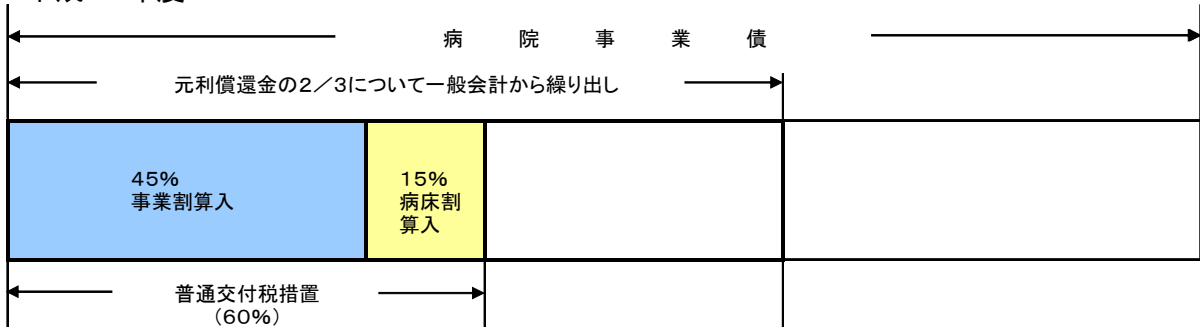 病 院 事 業 債
元利償還金の2/3について一般会計から繰り出し
45%
事業割算入
15%
病床割
算入
普通交付税措置
(60%)